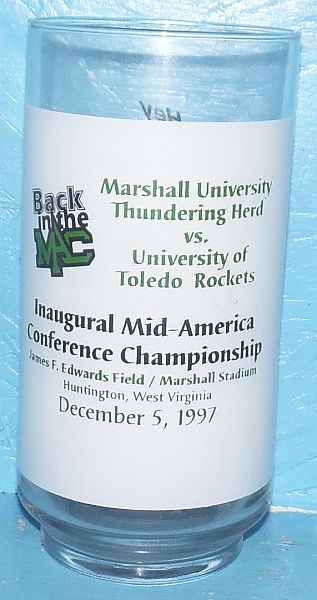 Hey
Back
in the
MAC
Marshall University
Thundering Herd
vs.
University of
Toledo Rockets
Inaugural Mid-America
Conference Championship
James F. Edwards Field / Marshall Stadium
Huntington, West Virginia
December 5, 1997